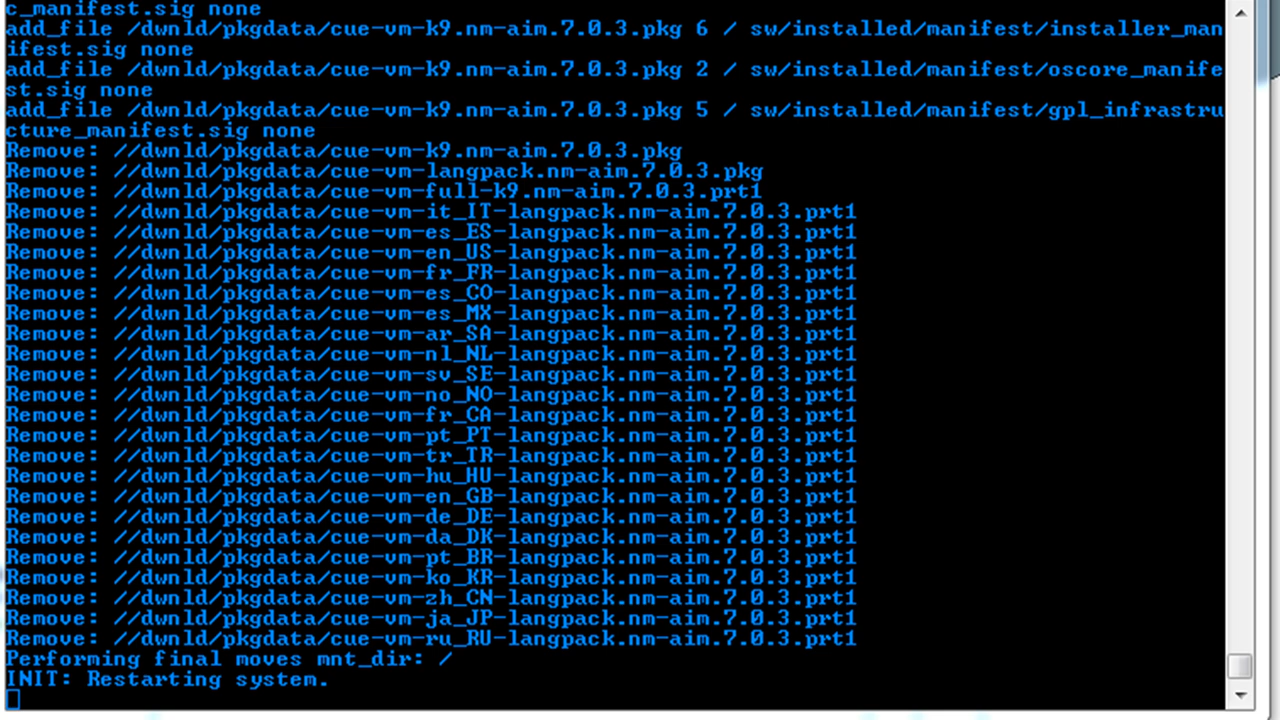 c_manifest.sig none
add_file /dwnld/pkgdata/cue-vm-k9.nm-aim.7.0.3.pkg 6 / sw/installed/manifest/installer_man
ifest.sig none
add_file /dwnld/pkgdata/cue-vm-k9.nm-aim.7.0.3.pkg 2 / sw/installed/manifest/oscore_manife
st.sig none
add_file /dwnld/pkgdata/cue-vm-k9.nm-aim.7.0.3.pkg 5 / sw/installed/manifest/gpl_infrastru
cture_manifest.sig none
Remove: //dwnld/pkgdata/cue-vm-k9.nm-aim.7.0.3.pkg
Remove: //dwnld/pkgdata/cue-vm-langpack.nm-aim.7.0.3.pkg
Remove: //dwnld/pkgdata/cue-vm-full-k9.nm-aim.7.0.3.prt1
Remove: //dwnld/pkgdata/cue-vm-it_IT-langpack.nm-aim.7.0.3.prt1
Remove: //dwnld/pkgdata/cue-vm-es_ES-langpack.nm-aim.7.0.3.prt1
Remove: //dwnld/pkgdata/cue-vm-en_US-langpack.nm-aim.7.0.3.prt1
Remove: //dwnld/pkgdata/cue-vm-fr_FR-langpack.nm-aim.7.0.3.prt1
Remove: //dwnld/pkgdata/cue-vm-es_CO-langpack.nm-aim.7.0.3.prt1
Remove: //dwnld/pkgdata/cue-vm-es_MX-langpack.nm-aim.7.0.3.prt1
Remove: //dwnld/pkgdata/cue-vm-ar_SA-langpack.nm-aim.7.0.3.prt1
Remove: //dwnld/pkgdata/cue-vm-nl_NL-langpack.nm-aim.7.0.3.prt1
Remove: //dwnld/pkgdata/cue-vm-sv_SE-langpack.nm-aim.7.0.3.prt1
Remove: //dwnld/pkgdata/cue-vm-no_NO-langpack.nm-aim.7.0.3.prt1
Remove: //dwnld/pkgdata/cue-vm-fr_CA-langpack.nm-aim.7.0.3.prt1
Remove: //dwnld/pkgdata/cue-vm-pt_PT-langpack.nm-aim.7.0.3.prt1
Remove: //dwnld/pkgdata/cue-vm-tr_TR-langpack.nm-aim.7.0.3.prt1
Remove: //dwnld/pkgdata/cue-vm-hu_HU-langpack.nm-aim.7.0.3.prt1
Remove: //dwnld/pkgdata/cue-vm-en_GB-langpack.nm-aim.7.0.3.prt1
Remove: //dwnld/pkgdata/cue-vm-de_DE-langpack.nm-aim.7.0.3.prt1
Remove: //dwnld/pkgdata/cue-vm-da_DK-langpack.nm-aim.7.0.3.prt1
Remove: //dwnld/pkgdata/cue-vm-pt_BR-langpack.nm-aim.7.0.3.prt1
Remove: //dwnld/pkgdata/cue-vm-ko_KR-langpack.nm-aim.7.0.3.prt1
Remove: //dwnld/pkgdata/cue-vm-zh_CN-langpack.nm-aim.7.0.3.prt1
Remove: //dwnld/pkgdata/cue-vm-ja_JP-langpack.nm-aim.7.0.3.prt1
Remove: //dwnld/pkgdata/cue-vm-ru_RU-langpack.nm-aim.7.0.3.prt1
Performing final moves mnt_dir: /
INIT: Restarting system.